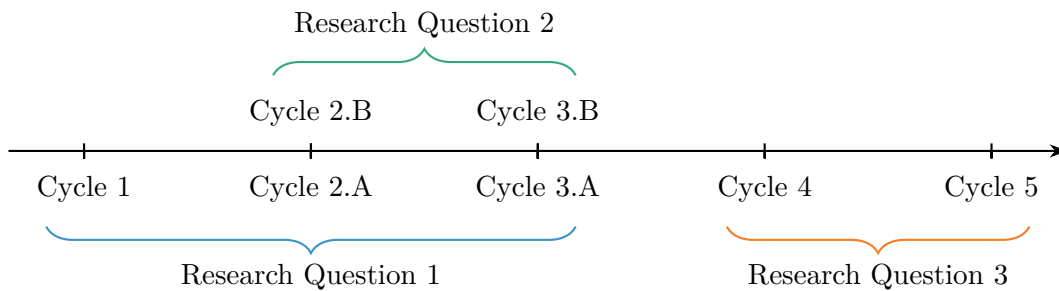 Research Question 2
Cycle 2.B Cycle 3.B
Cycle 1 Cycle 2.A Cycle 3.A Cycle 4 Cycle 5
Research Question 1 Research Question 3